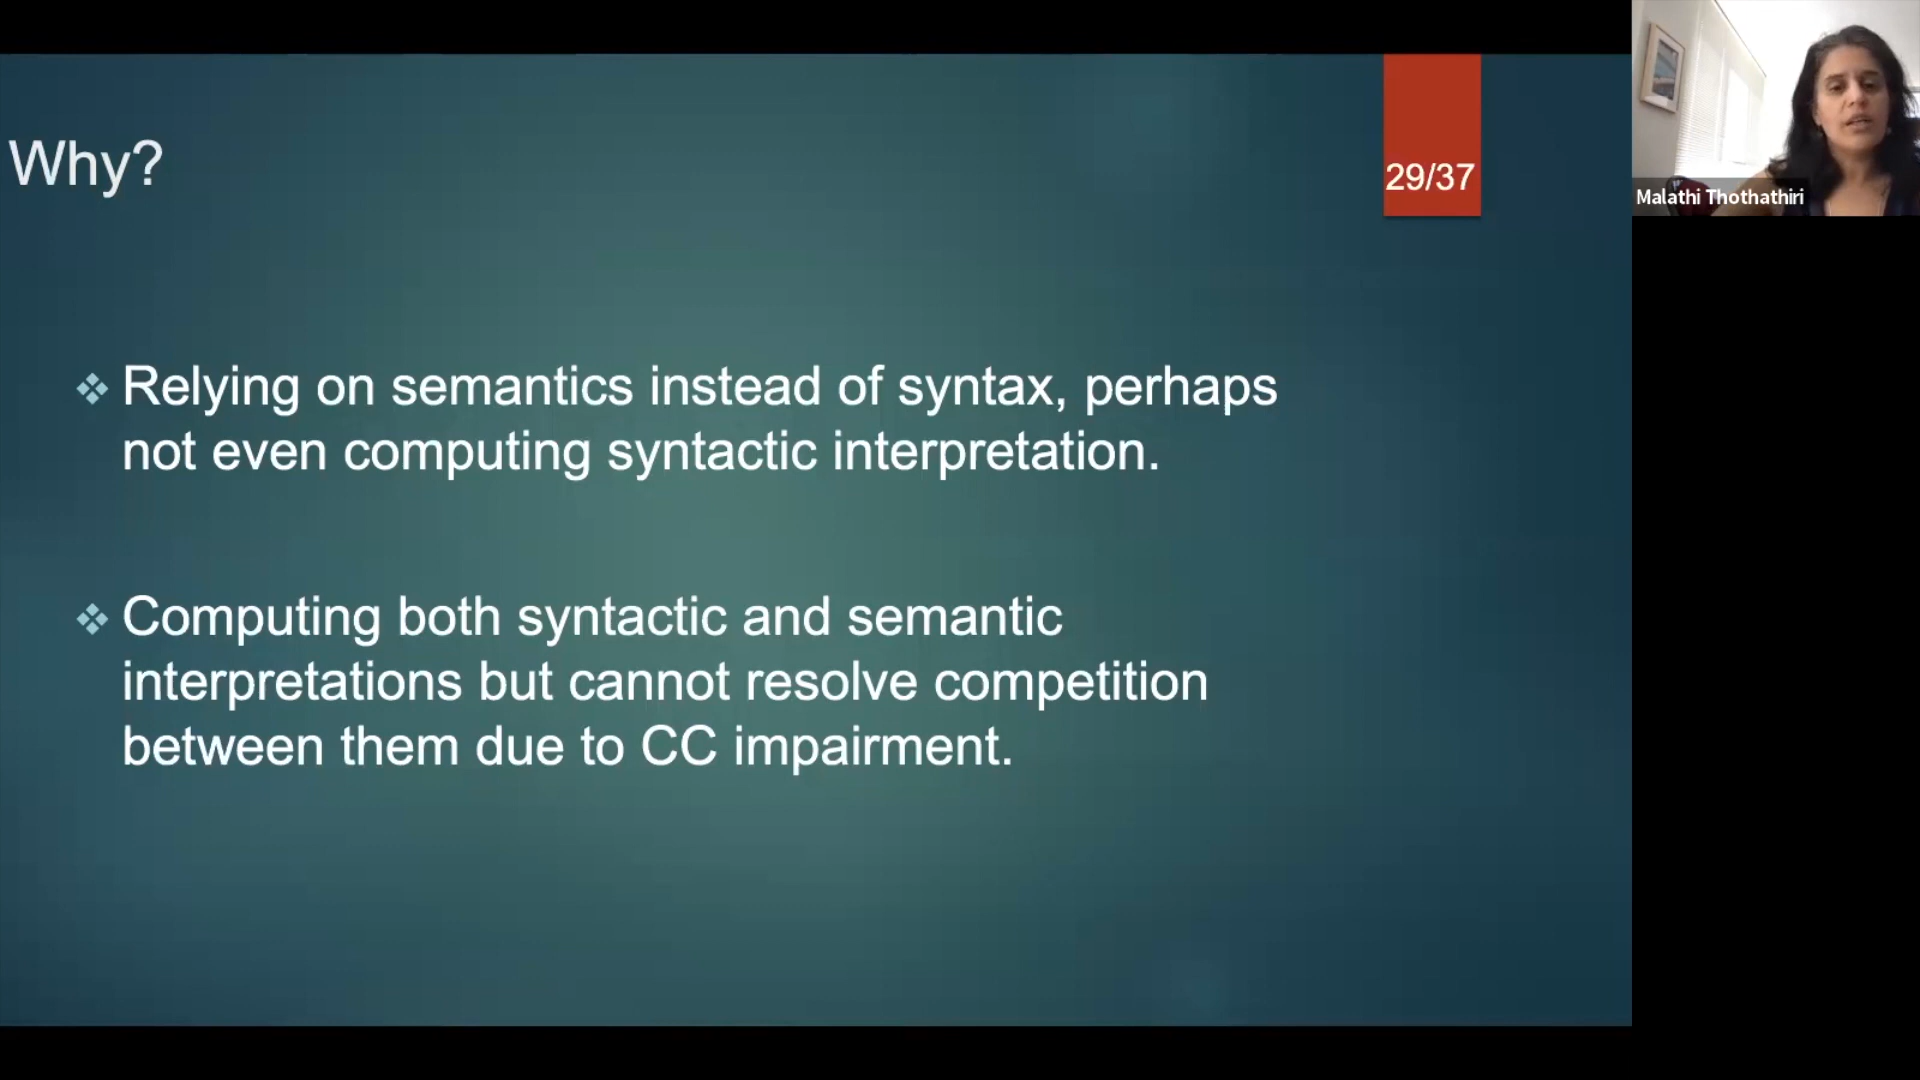 Why?
29/37
Malathi Thothathiri
Relying on semantics instead of syntax, perhaps
not even computing syntactic interpretation.
Computing both syntactic and semantic
interpretations but cannot resolve competition
between them due to CC impairment.